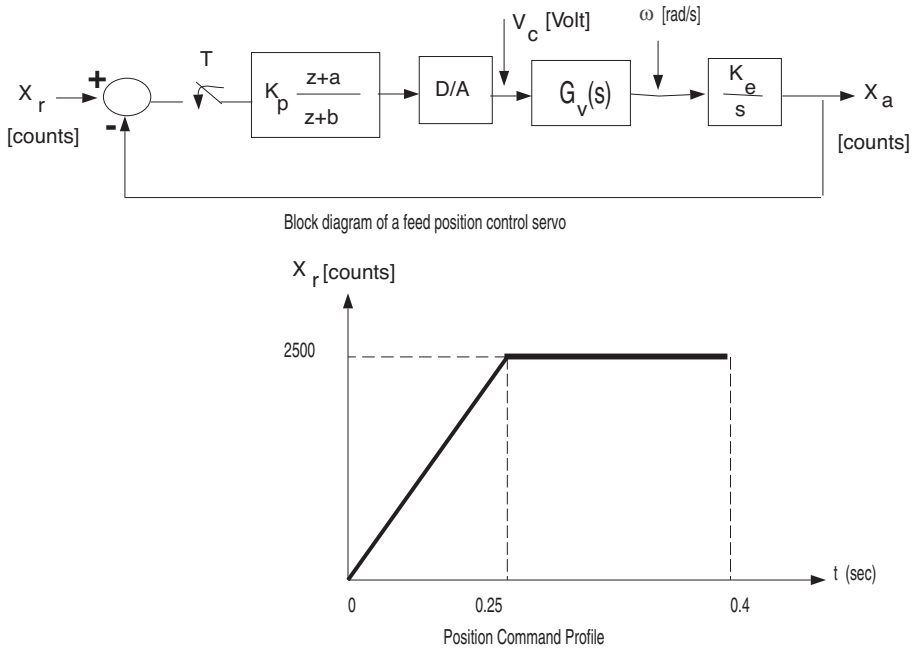 X r
[counts]
+
-
T
K p z+a
z+b
D/A
V c [Volt]
G v (s)
ω [rad/s]
K e
s
X a
[counts]
Block diagram of a feed position control servo
X r [counts]
2500
0
0.25
0.4
t (sec)
Position Command Profile